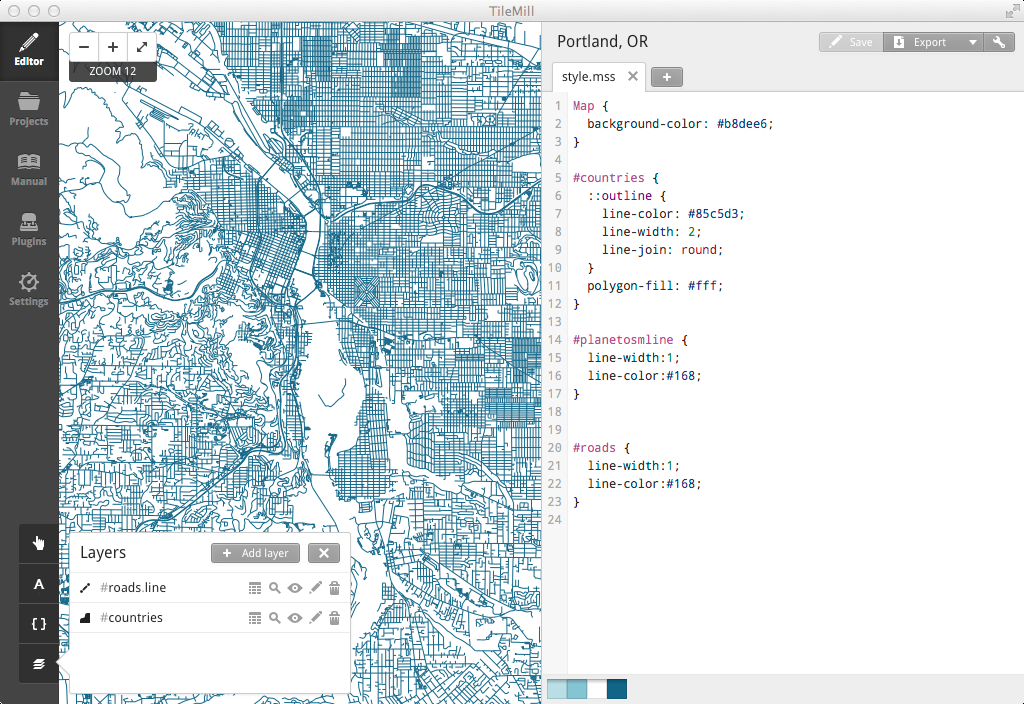 TileMill
Editor
Projects
Manual
Plugins
Settings
ZOOM 12
Layers
Add layer
#roads.line
#countries
A
{ }
Portland, OR
Save
Export
style.mss
1 Map {
2 background-color: #b8dee6;
3 }
4
5 #countries {
6 ::outline {
7 line-color: #85c5d3;
8 line-width: 2;
9 line-join: round;
10 }
11 polygon-fill: #fff;
12 }
13
14 #planetosmline {
15 line-width:1;
16 line-color:#168;
17 }
18
19
20 #roads {
21 line-width:1;
22 line-color:#168;
23 }
24